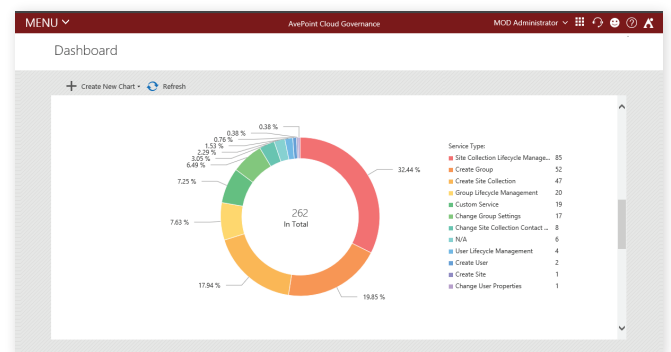 MENU
AvePoint Cloud Governance
MOD Administrator
Dashboard
Create New Chart
Refresh
0.38 %
0.38 %
0.76 %
1.53 %
2.29 %
3.05 %
6.49 %
7.25 %
7.63 %
17.94 %
19.85 %
32.44 %
262
In Total
Service Type:
Site Collection Lifecycle Manage... 85
Create Group 52
Create Site Collection 47
Group Lifecycle Management 20
Custom Service 19
Change Group Settings 17
Change Site Collection Contact ... 8
N/A 6
User Lifecycle Management 4
Create User 2
Create Site 1
Change User Properties 1